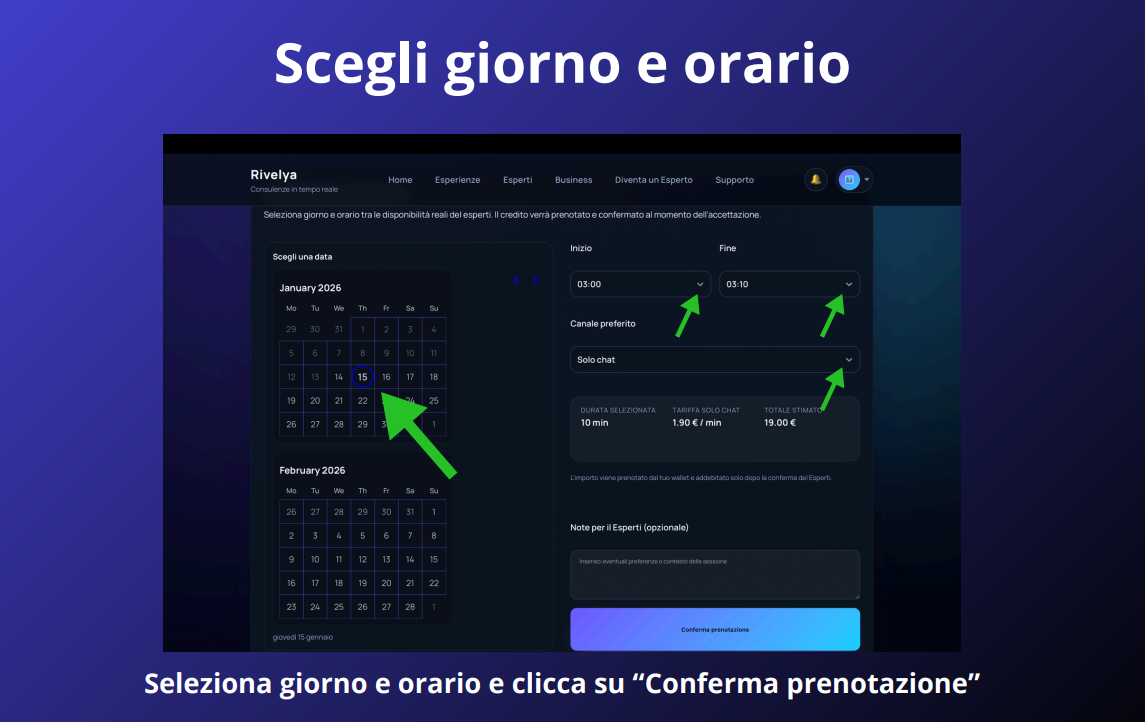 Scegli giorno e orario
Rivelya
Consulenze in tempo reale
Home Esperienze Esperti Business Diventa un Esperto Supporto
Seleziona giorno e orario tra le disponibilità reali del esperti. Il credito verrà prenotato e confermato al momento dell'accettazione.
Scegli una data
January 2026
Mo Tu We Th Fr Sa Su
29 30 31 1 2 3 4
5 6 7 8 9 10 11
12 13 14 15 16 17 18
19 20 21 22 24 25
26 27 28 29 1
February 2026
Mo Tu We Th Fr Sa Su
26 27 28 29 30 31 1
2 3 4 5 6 7 8
9 10 11 12 13 14 15
16 17 18 19 20 21 22
23 24 25 26 27 28 1
giovedì 15 gennaio
Inizio Fine
03:00 03:10
Canale preferito
Solo chat
DURATA SELEZIONATA TARIFFA SOLO CHAT TOTALE STIMATO
10 min 1.90 € / min 19.00 €
L'importo viene prenotato dal tuo wallet e addebitato solo dopo la conferma del Esperti.
Note per il Esperti (opzionale)
Inserisci eventuali preferenze o contesto della sessione
Conferma prenotazione
Seleziona giorno e orario e clicca su “Conferma prenotazione”